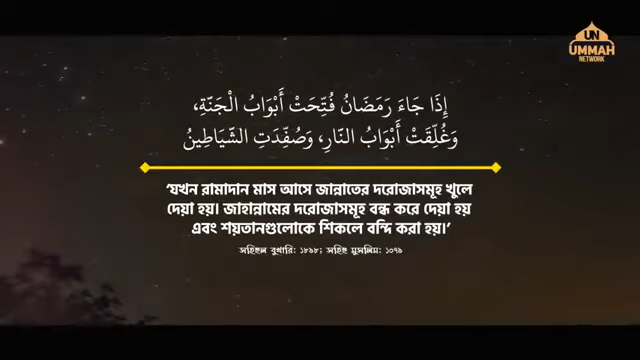 UN
UMMAH
NETWORK
إِذَا جَاءَ رَمَضَانُ فُتِّحَتْ أَبْوَابُ الْجَنَّةِ،
وَغُلِّقَتْ أَبْوَابُ النَّارِ، وَصُفِّدَتِ الشَّيَاطِينُ
‘যখন রামাদান মাস আসে জান্নাতের দরোজাসমূহ খুলে
দেয়া হয়। জাহান্নামের দরোজাসমূহ বন্ধ করে দেয়া হয়
এবং শয়তানগুলোকে শিকলে বন্দি করা হয়।’
সহিহুল বুখারি: ১৮৯৮; সহিহু মুসলিম: ১০৭৯